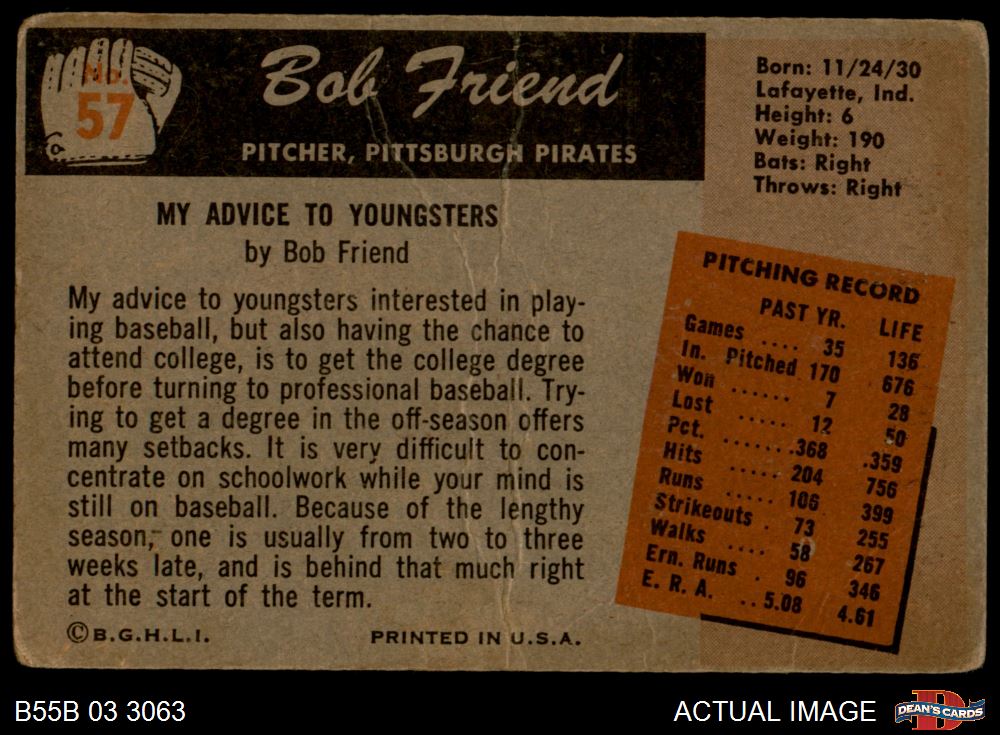 No.
57
Bob Friend
PITCHER, PITTSBURGH PIRATES
Born: 11/24/30
Lafayette, Ind.
Height: 6
Weight: 190
Bats: Right
Throws: Right
MY ADVICE TO YOUNGSTERS
by Bob Friend
My advice to youngsters interested in play-
ing baseball, but also having the chance to
attend college, is to get the college degree
before turning to professional baseball. Try-
ing to get a degree in the off-season offers
many setbacks. It is very difficult to con-
centrate on schoolwork while your mind is
still on baseball. Because of the lengthy
season, one is usually from two to three
weeks late, and is behind that much right
at the start of the term.
© B.G.H.L.I.
PRINTED IN U.S.A.
PITCHING RECORD
PAST YR. LIFE
Games .... 35 136
In. Pitched 170 676
Won ...... 7 28
Lost ..... 12 50
Pct. ...... .368 .359
Hits ..... 204 756
Runs ..... 106 399
Strikeouts . 73 255
Walks .... 58 267
Ern. Runs . 96 346
E. R. A. .. 5.08 4.61
B55B 03 3063
ACTUAL IMAGE
D
DEAN'S CARDS